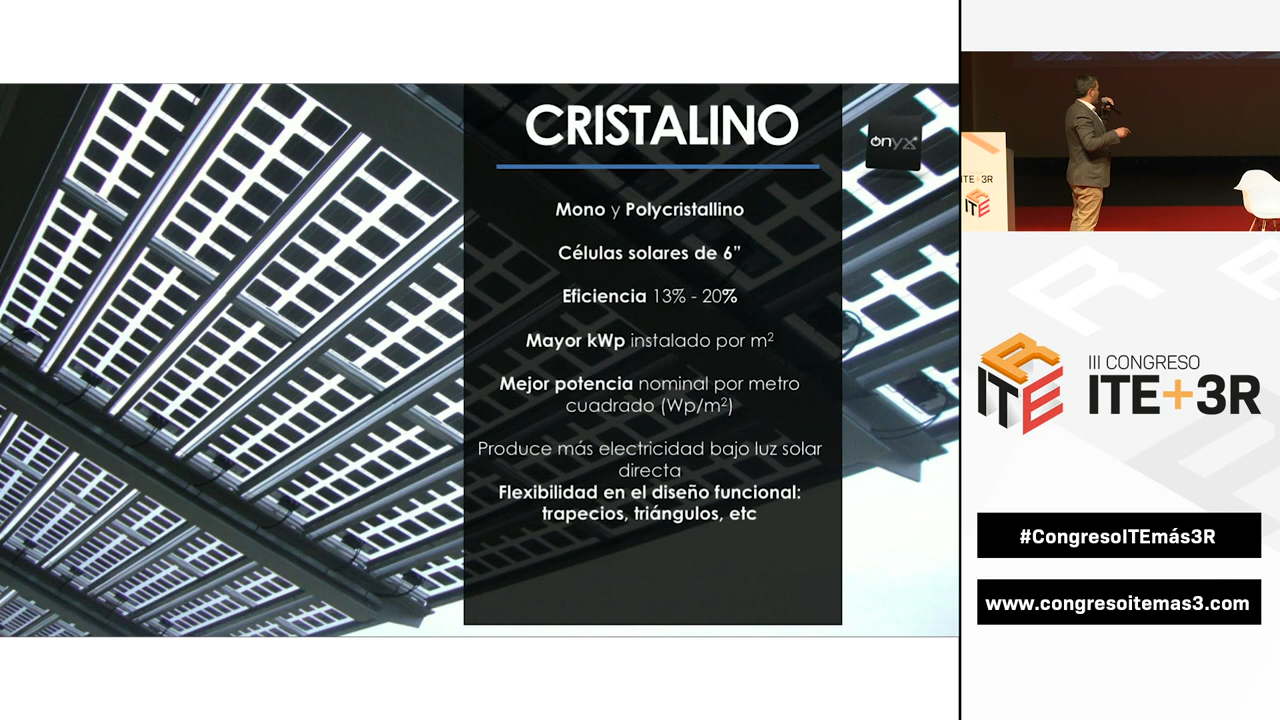 CRISTALINO
onyx
Mono y Polycristallino
Células solares de 6”
Eficiencia 13% - 20%
Mayor kWp instalado por m²
Mejor potencia nominal por metro
cuadrado (Wp/m²)
Produce más electricidad bajo luz solar
directa
Flexibilidad en el diseño funcional:
trapecios, triángulos, etc
ITE+3R
ITE
R
ITE
III CONGRESO
ITE+3R
#CongresoITEmás3R
www.congresoitemas3.com